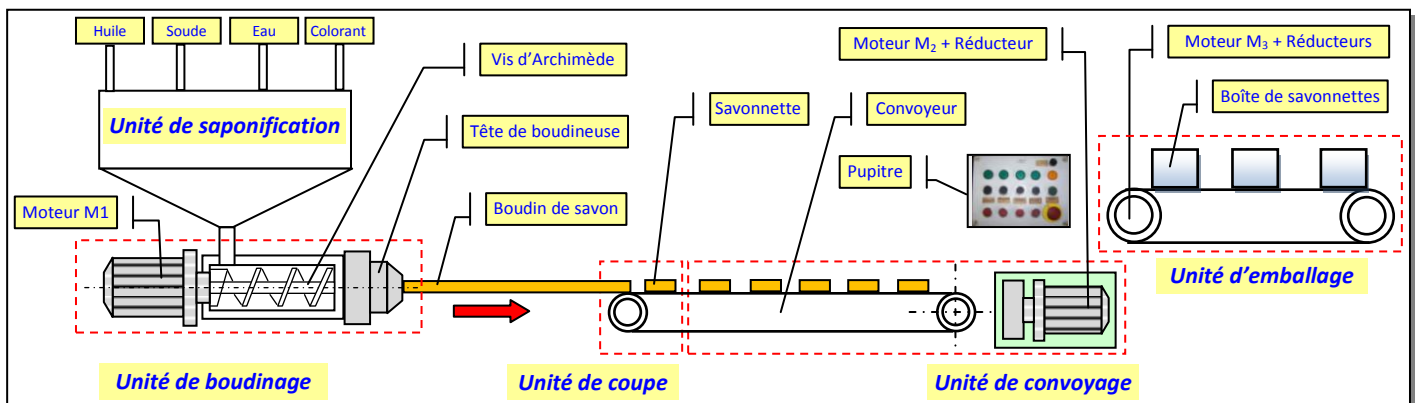 Huile
Soude
Eau
Colorant
Vis d'Archimède
Unité de saponification
Tête de boudineuse
Moteur M1
Boudin de savon
Savonnette
Convoyeur
Moteur M₂ + Réducteur
Pupitre
Moteur M₃ + Réducteurs
Boîte de savonnettes
Unité d'emballage
Unité de boudinage
Unité de coupe
Unité de convoyage